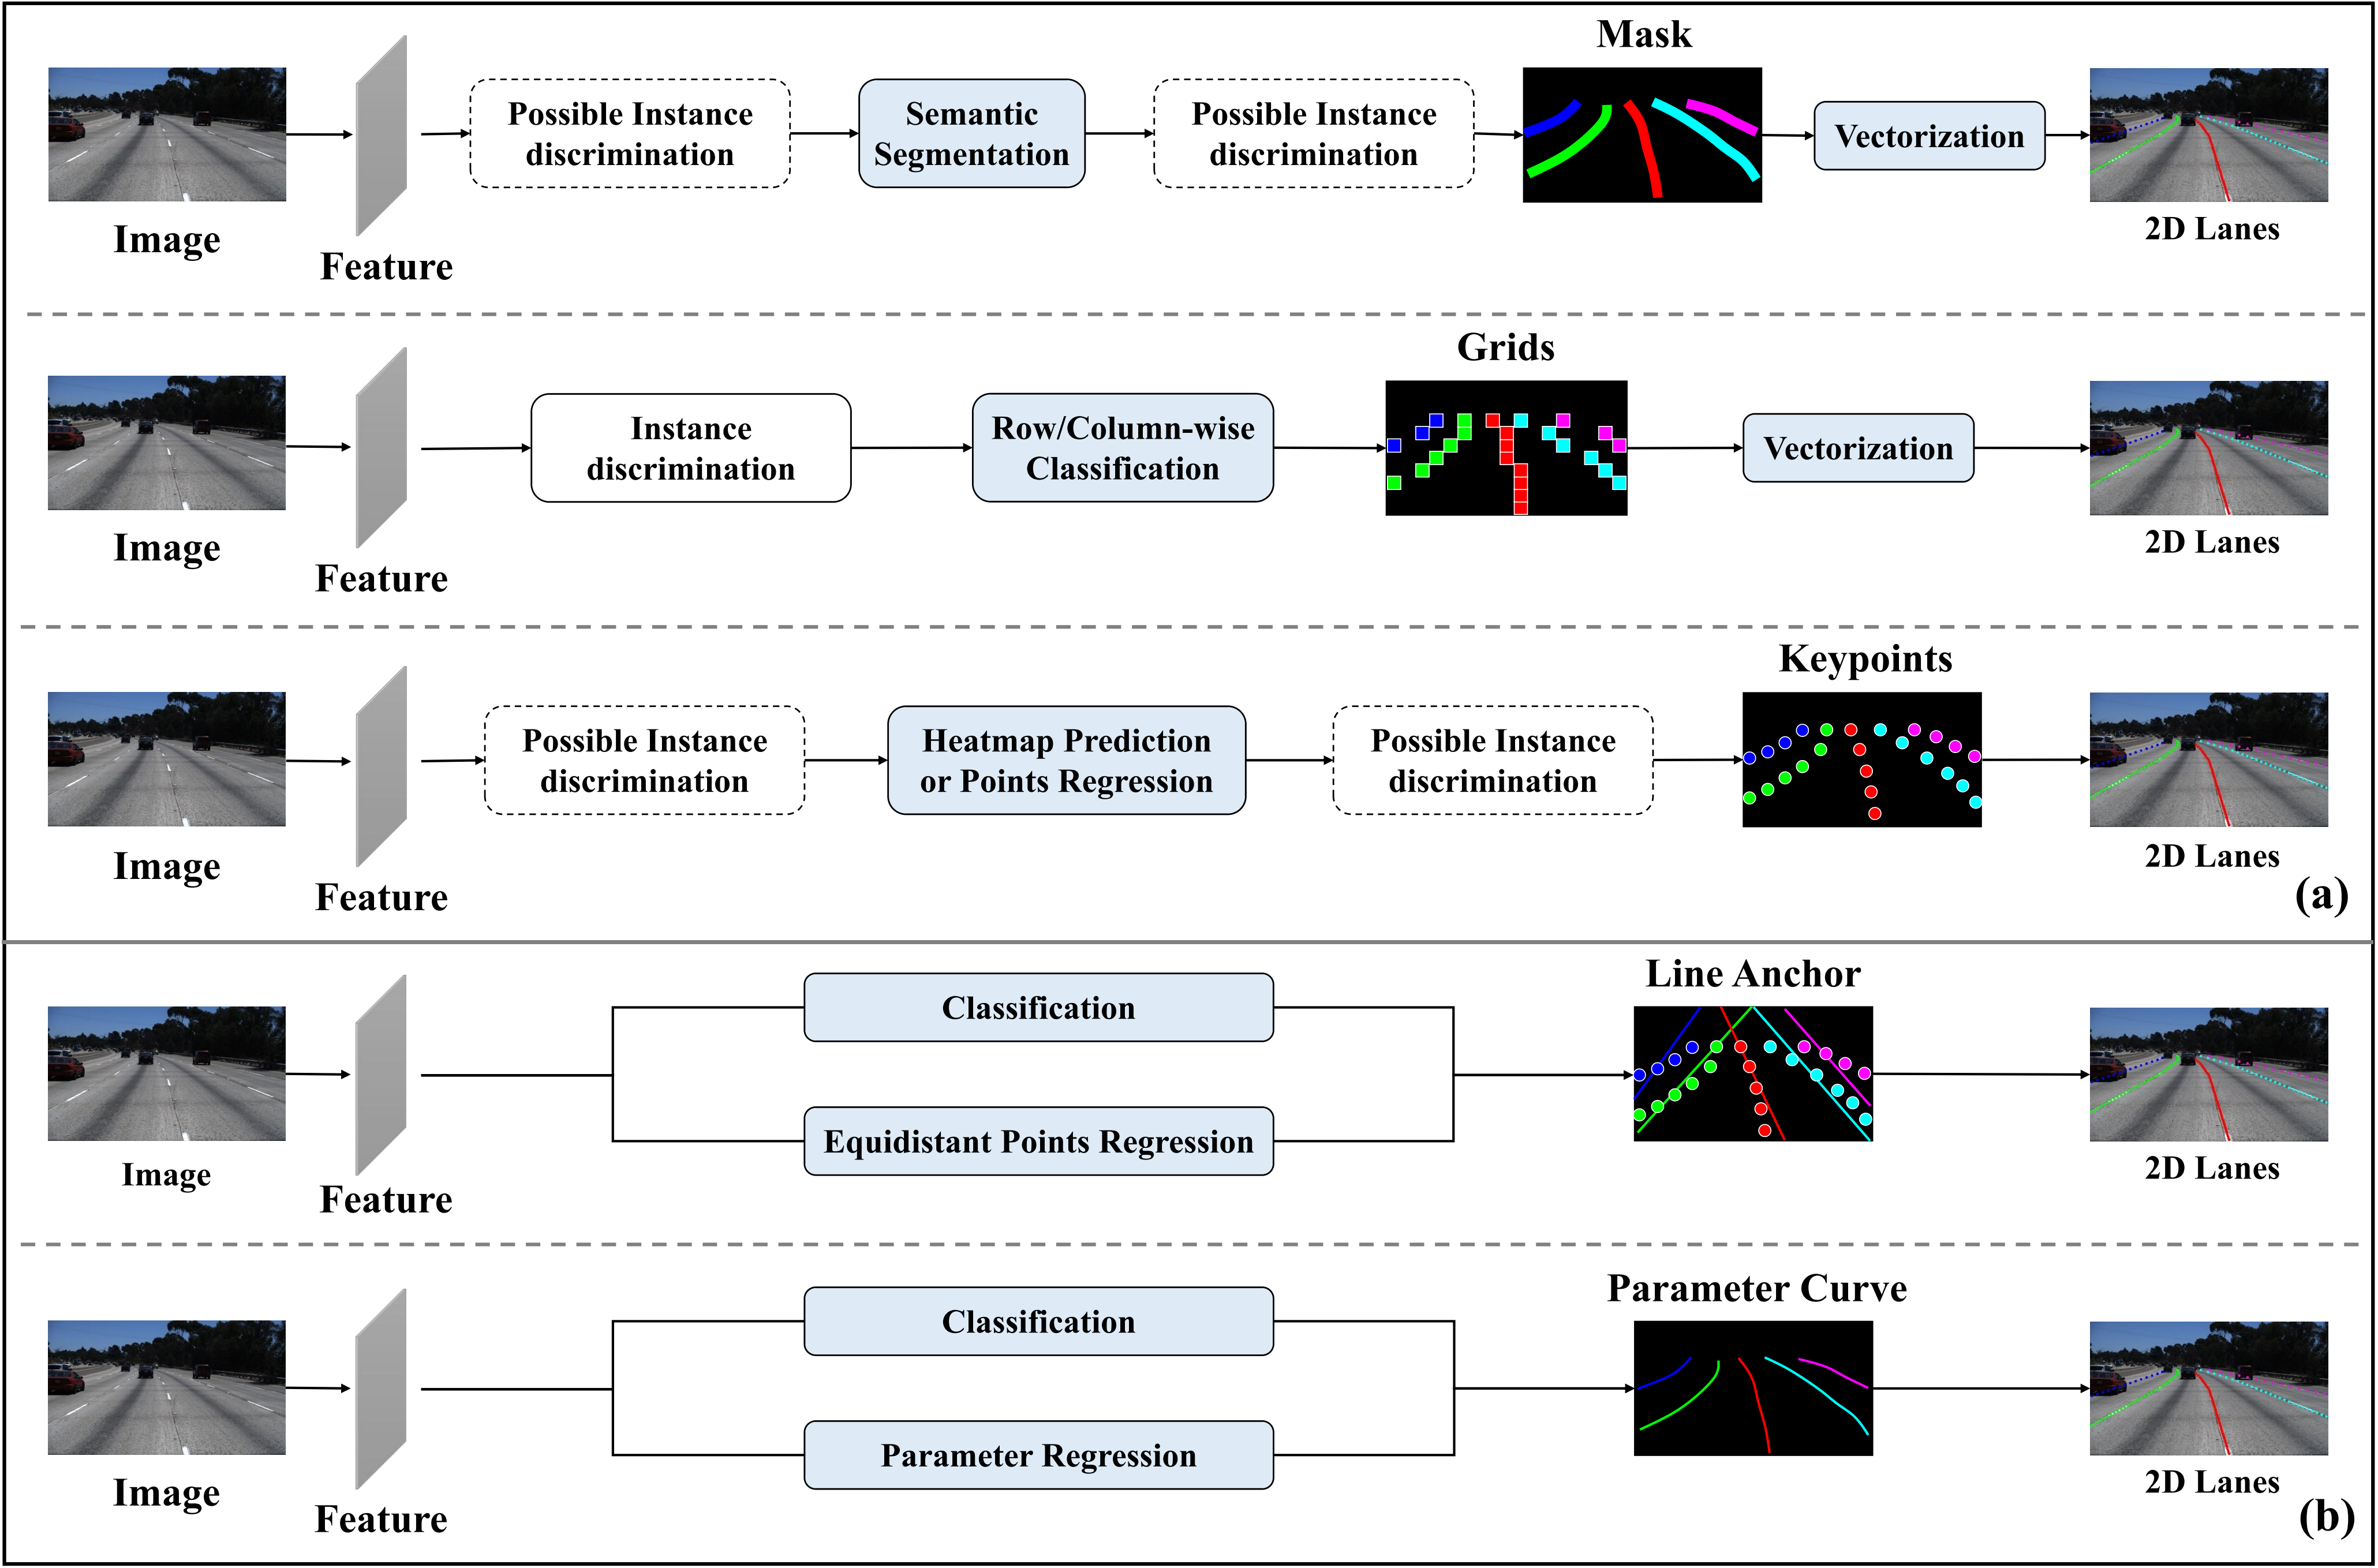 Mask
Possible Instance
discrimination
Semantic
Segmentation
Possible Instance
discrimination
Vectorization
Image
Feature
2D Lanes
Grids
Instance
discrimination
Row/Column-wise
Classification
Vectorization
Image
Feature
2D Lanes
Keypoints
Possible Instance
discrimination
Heatmap Prediction
or Points Regression
Possible Instance
discrimination
Image
Feature
2D Lanes
(a)
Line Anchor
Classification
Equidistant Points Regression
Image
Feature
2D Lanes
Parameter Curve
Classification
Parameter Regression
Image
Feature
2D Lanes
(b)